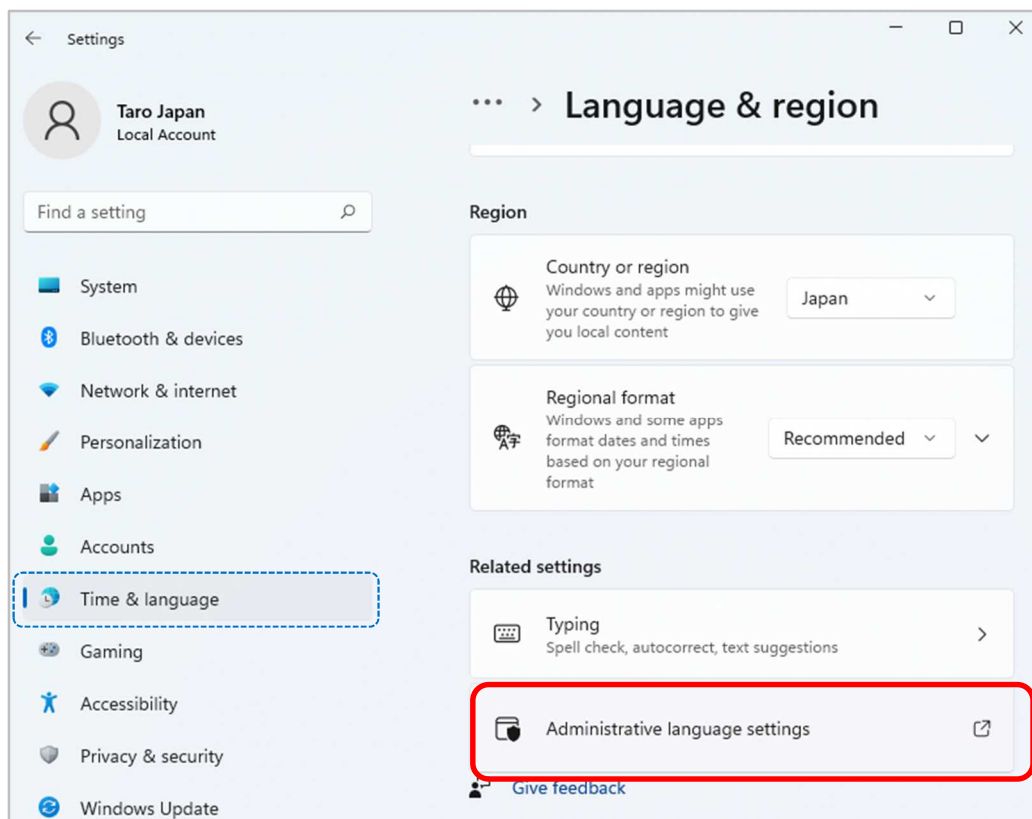 Settings
Taro Japan
Local Account
Find a setting
System
Bluetooth & devices
Network & internet
Personalization
Apps
Accounts
Time & language
Gaming
Accessibility
Privacy & security
Windows Update
Language & region
Region
Country or region
Windows and apps might use
your country or region to give
you local content
Japan
Regional format
Windows and some apps
format dates and times
based on your regional
format
Recommended
Related settings
Typing
Spell check, autocorrect, text suggestions
Administrative language settings
Give feedback